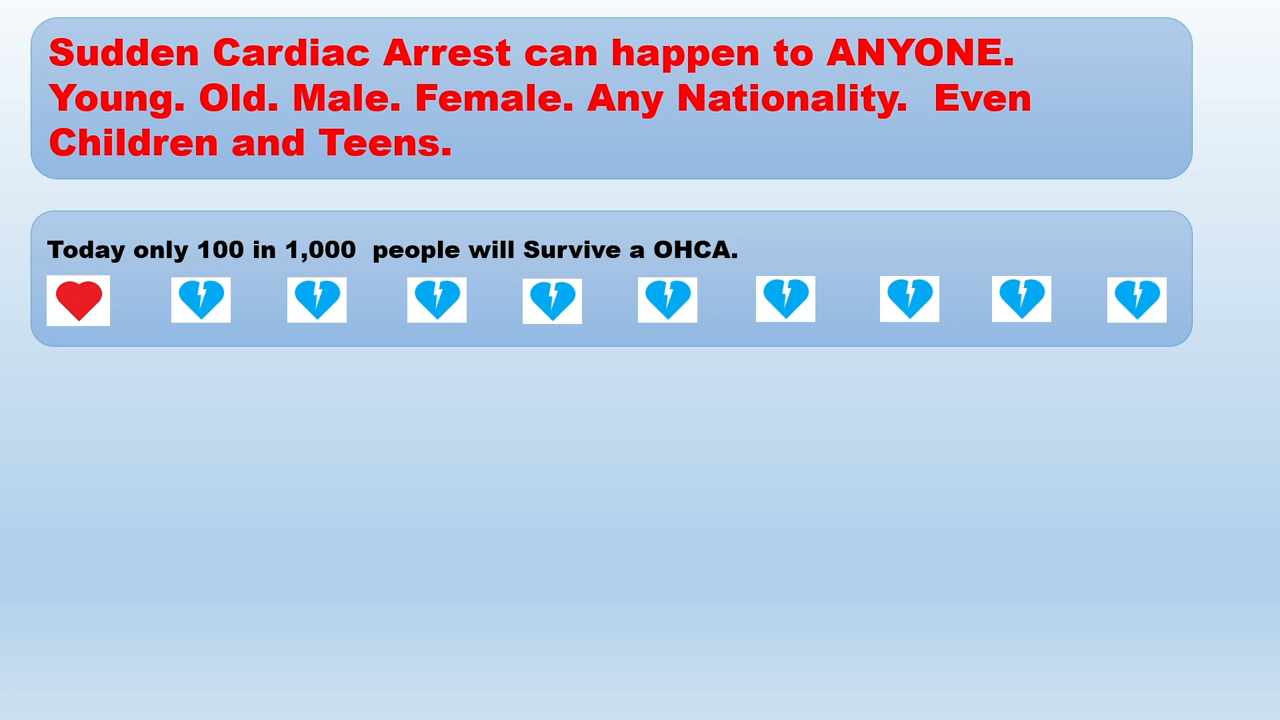 Sudden Cardiac Arrest can happen to ANYONE.
Young. Old. Male. Female. Any Nationality.  Even
Children and Teens.
Today only 100 in 1,000  people will Survive a OHCA.